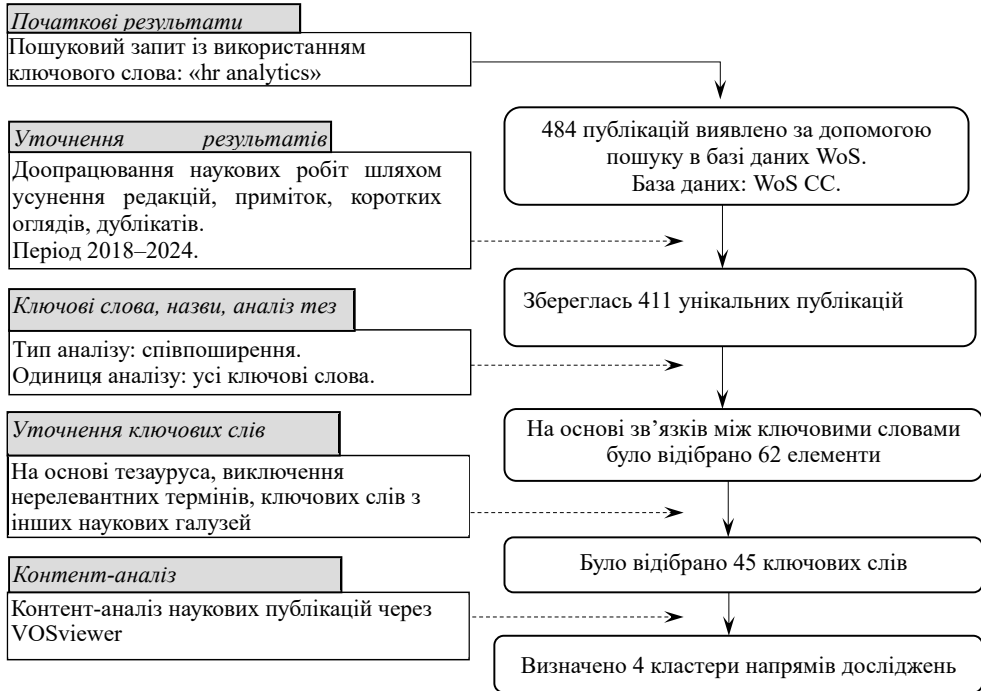 Початкові результати
Пошуковий запит із використанням
ключового слова: «hr analytics»
484 публікацій виявлено за допомогою
пошуку в базі даних WoS.
База даних: WoS CC.
Уточнення результатів
Доопрацювання наукових робіт шляхом
усунення редакцій, приміток, коротких
оглядів, дублікатів.
Період 2018–2024.
Збереглась 411 унікальних публікацій
Ключові слова, назви, аналіз тез
Тип аналізу: співпоширення.
Одиниця аналізу: усі ключові слова.
На основі зв’язків між ключовими словами
було відібрано 62 елементи
Уточнення ключових слів
На основі тезауруса, виключення
нерелевантних термінів, ключових слів з
інших наукових галузей
Було відібрано 45 ключових слів
Контент-аналіз
Контент-аналіз наукових публікацій через
VOSviewer
Визначено 4 кластери напрямів досліджень